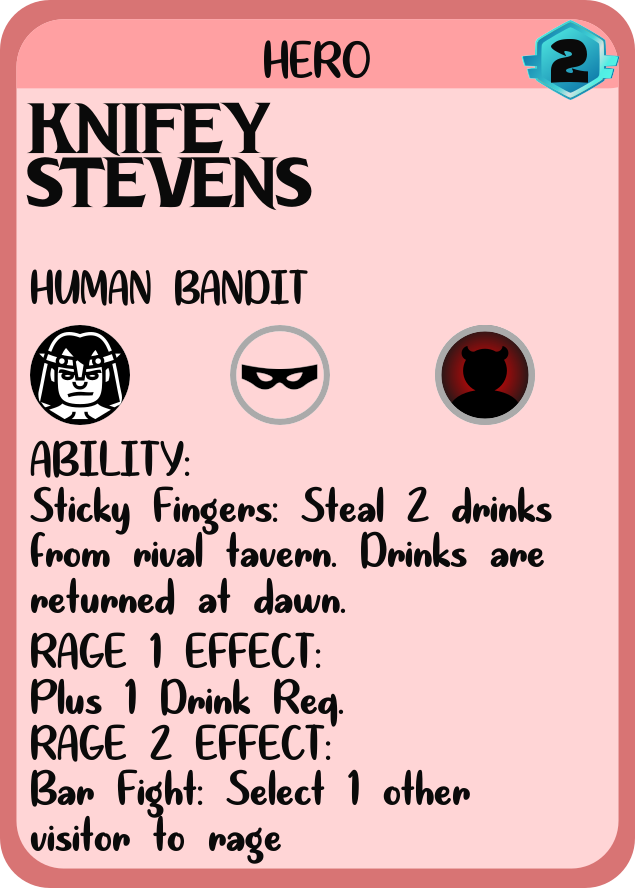 HERO
2
KNIFEY
STEVENS
HUMAN BANDIT
ABILITY:
Sticky Fingers: Steal 2 drinks
from rival tavern. Drinks are
returned at dawn.
RAGE 1 EFFECT:
Plus 1 Drink Req.
RAGE 2 EFFECT:
Bar Fight: Select 1 other
visitor to rage